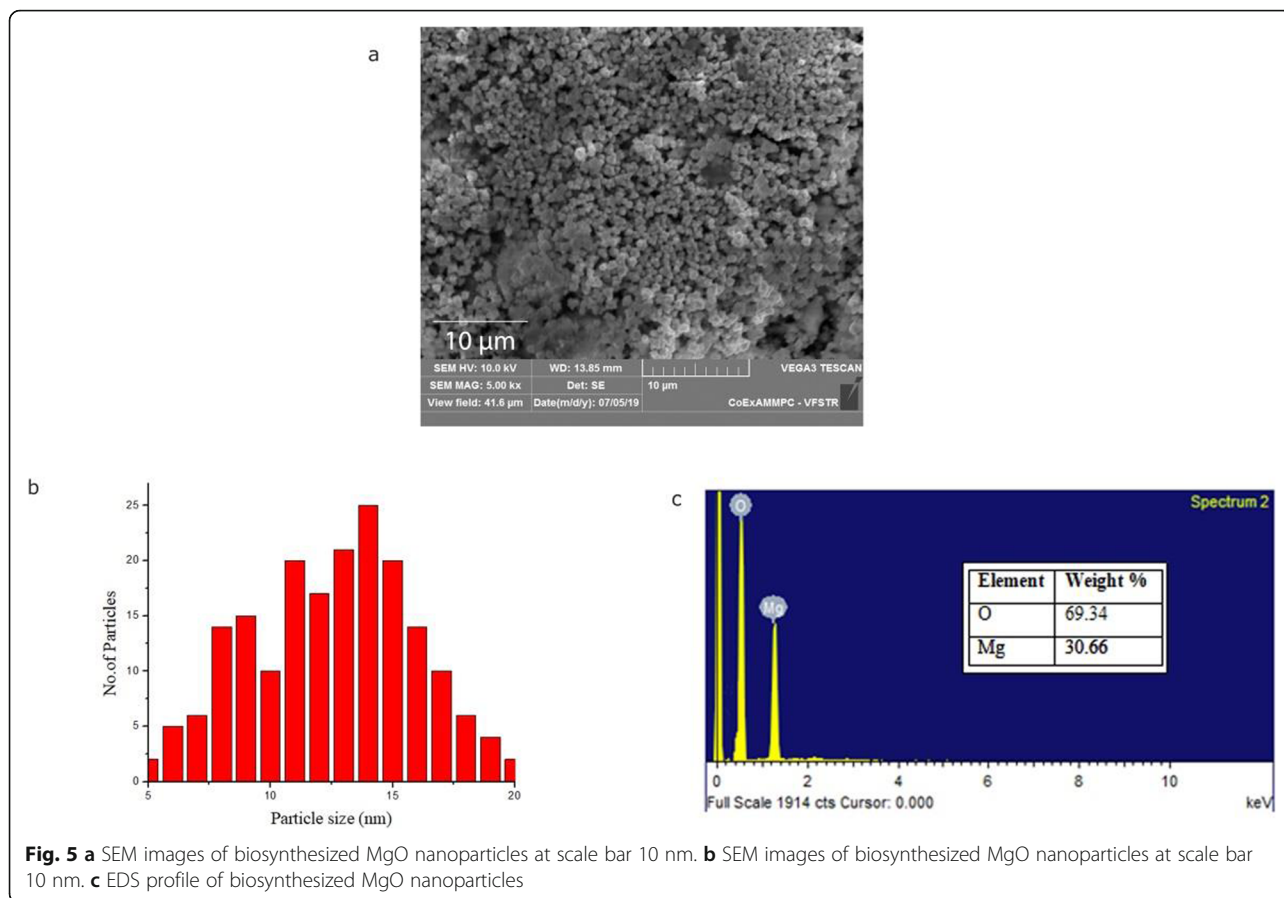 a
10 µm
SEM HV: 10.0 kV WD: 13.85 mm VEGA3 TESCAN
SEM MAG: 5.00 kx Det: SE 10 µm
View field: 41.6 µm Date(m/d/y): 07/05/19 CoExAMMPC - VFSTR
b
25
20
15
10
5
0
No.of Particles
5 10 15 20
Particle size (nm)
c
Spectrum 2
O
Mg
Element Weight %
O 69.34
Mg 30.66
0 2 4 6 8 10
Full Scale 1914 cts Cursor: 0.000 keV
Fig. 5 a SEM images of biosynthesized MgO nanoparticles at scale bar 10 nm. b SEM images of biosynthesized MgO nanoparticles at scale bar
10 nm. c EDS profile of biosynthesized MgO nanoparticles